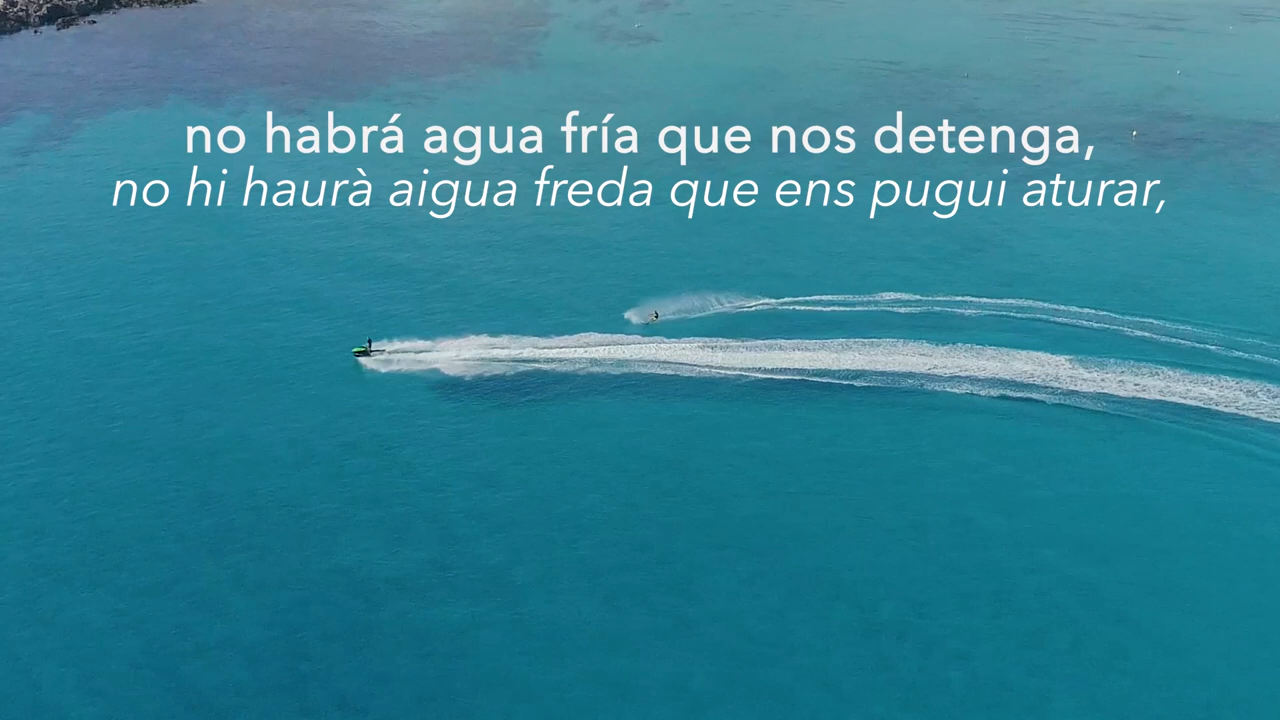 no habrá agua fría que nos detenga,
no hi haurà aigua freda que ens pugui aturar,